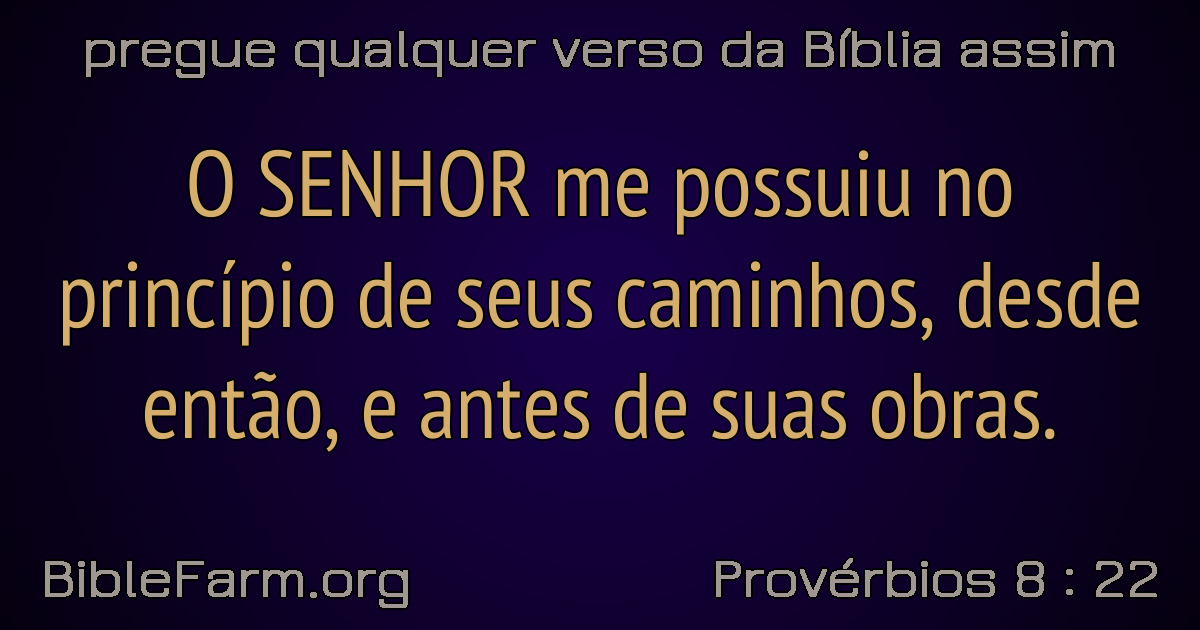 pregue qualquer verso da Bíblia assim
O SENHOR me possuiu no
princípio de seus caminhos, desde
então, e antes de suas obras.
BibleFarm.org
Provérbios 8 : 22